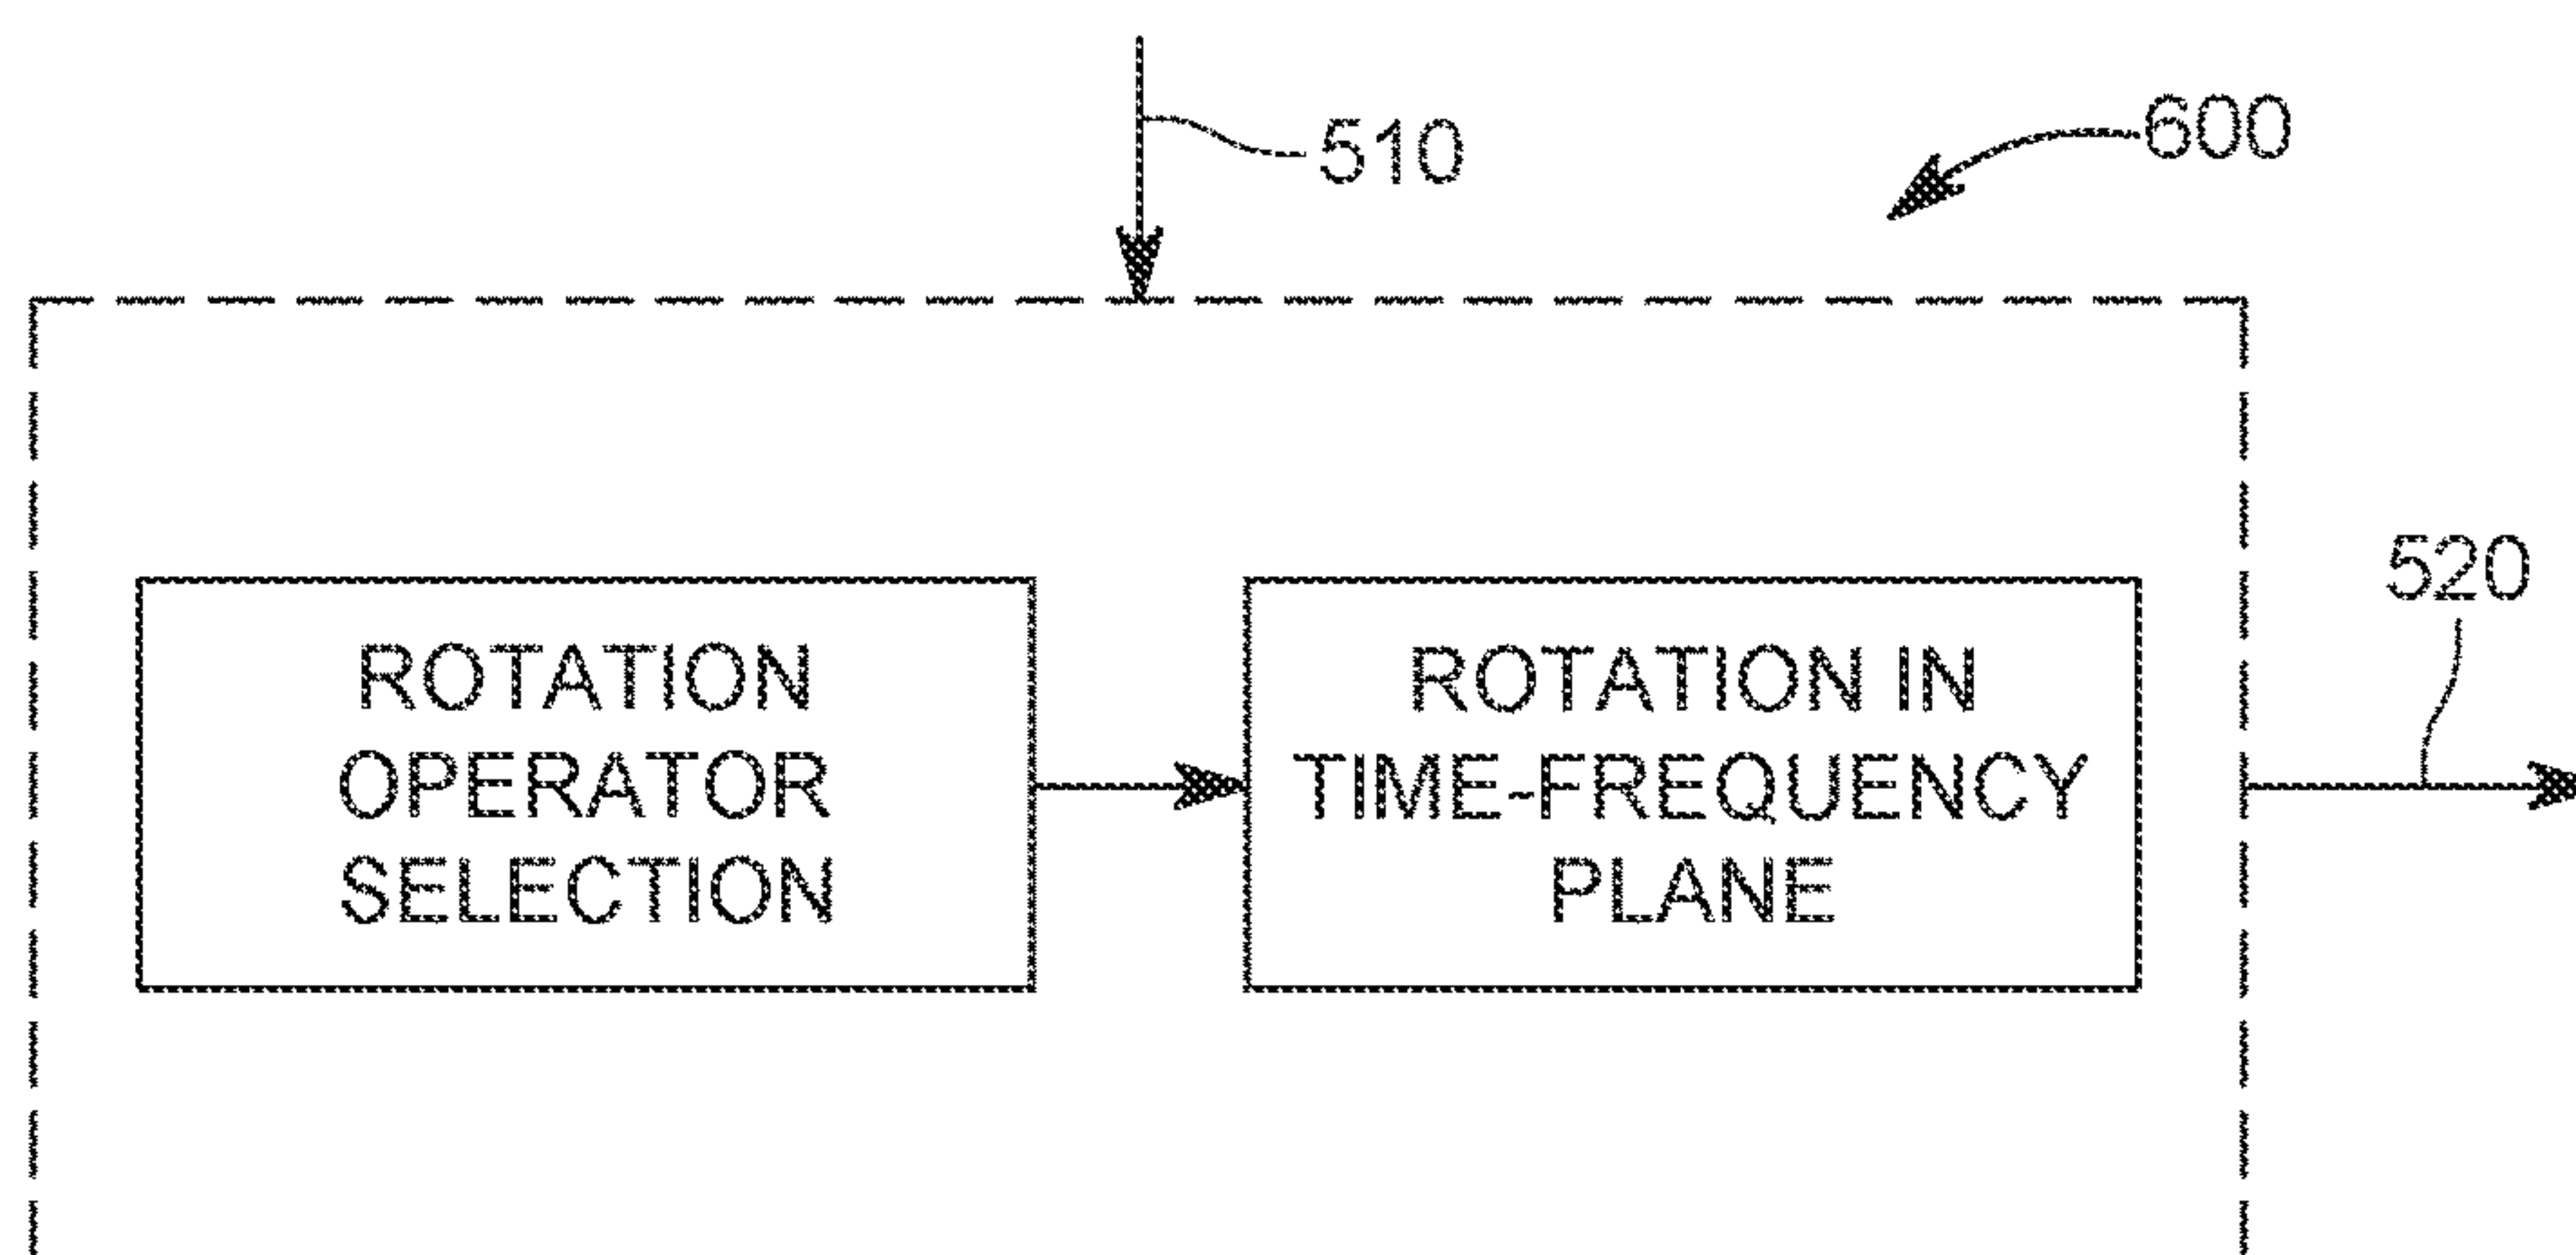 510
600
520
ROTATION
OPERATOR
SELECTION
ROTATION IN
TIME-FREQUENCY
PLANE